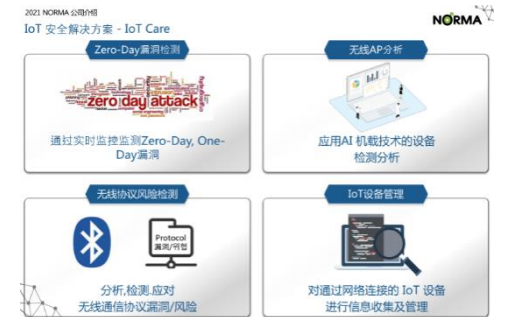 2021 NORMA 公司介绍
NORMA
IoT 安全解决方案 - IoT Care
Zero-Day漏洞检测
zero day attack
通过实时监控监测Zero-Day, One-
Day漏洞
无线AP分析
应用AI 机载技术的设备
检测分析
无线协议风险检测
Protocol
漏洞/위협
分析,检测.应对
无线通信协议漏洞/风险
IoT设备管理
对通过网络连接的 IoT 设备
进行信息收集及管理